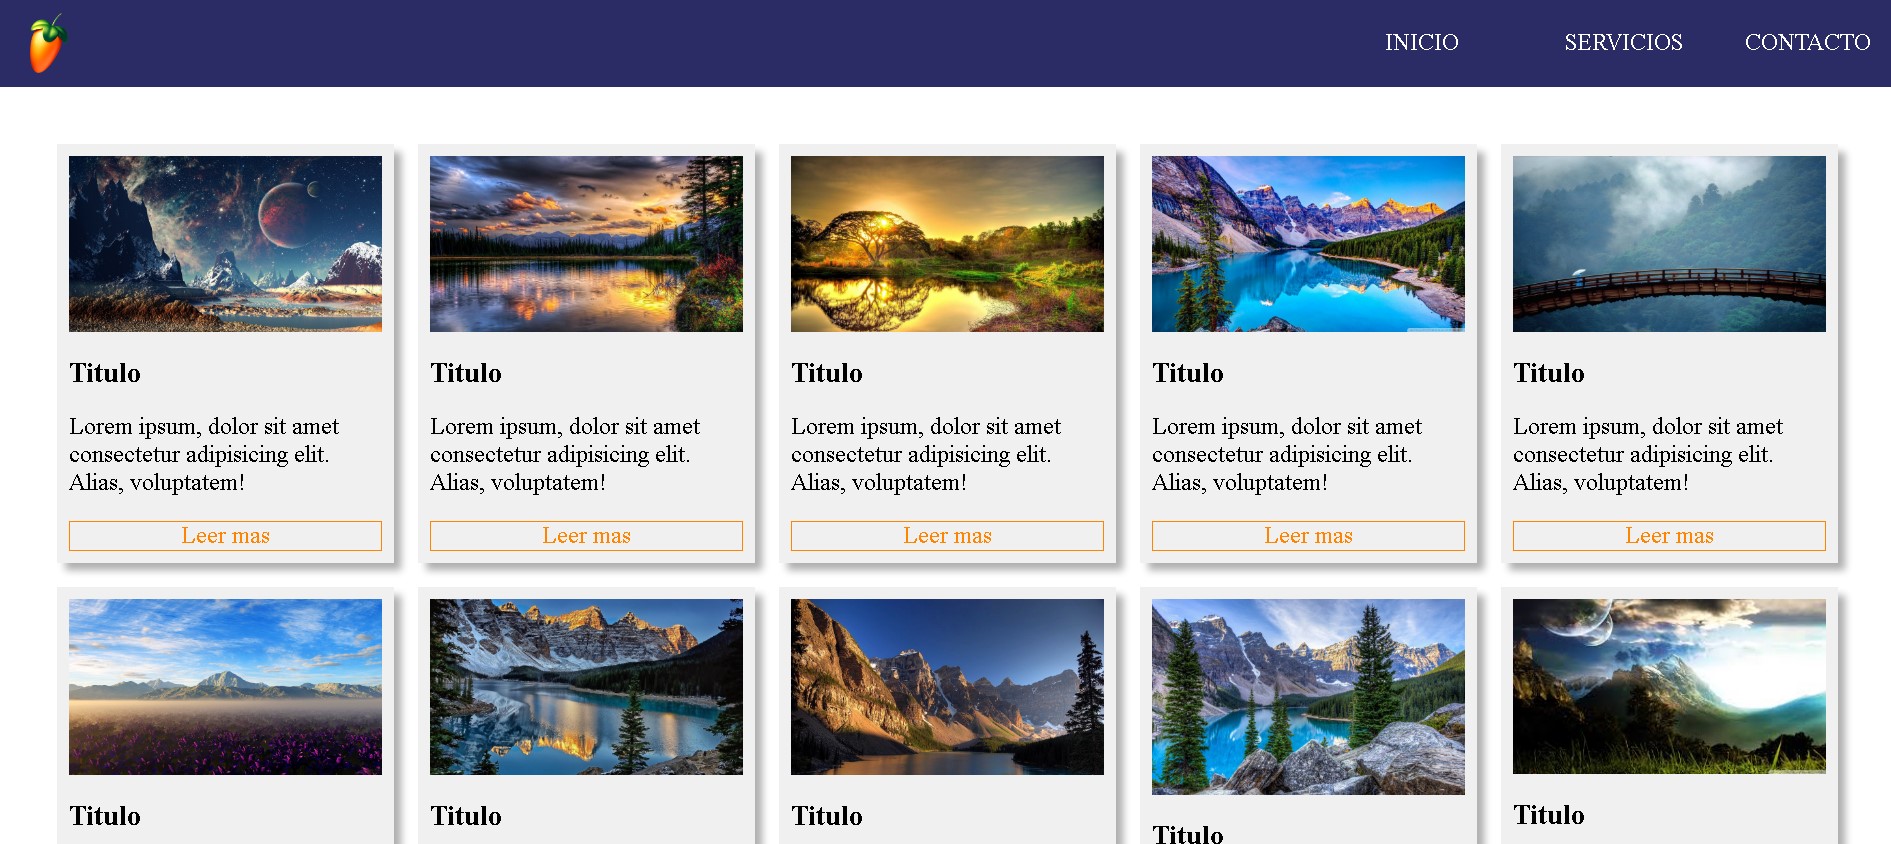 INICIO SERVICIOS CONTACTO
Titulo
Lorem ipsum, dolor sit amet
consectetur adipisicing elit.
Alias, voluptatem!
Leer mas
Titulo
Lorem ipsum, dolor sit amet
consectetur adipisicing elit.
Alias, voluptatem!
Leer mas
Titulo
Lorem ipsum, dolor sit amet
consectetur adipisicing elit.
Alias, voluptatem!
Leer mas
Titulo
Lorem ipsum, dolor sit amet
consectetur adipisicing elit.
Alias, voluptatem!
Leer mas
Titulo
Lorem ipsum, dolor sit amet
consectetur adipisicing elit.
Alias, voluptatem!
Leer mas
Titulo
Titulo
Titulo
Titulo
Titulo